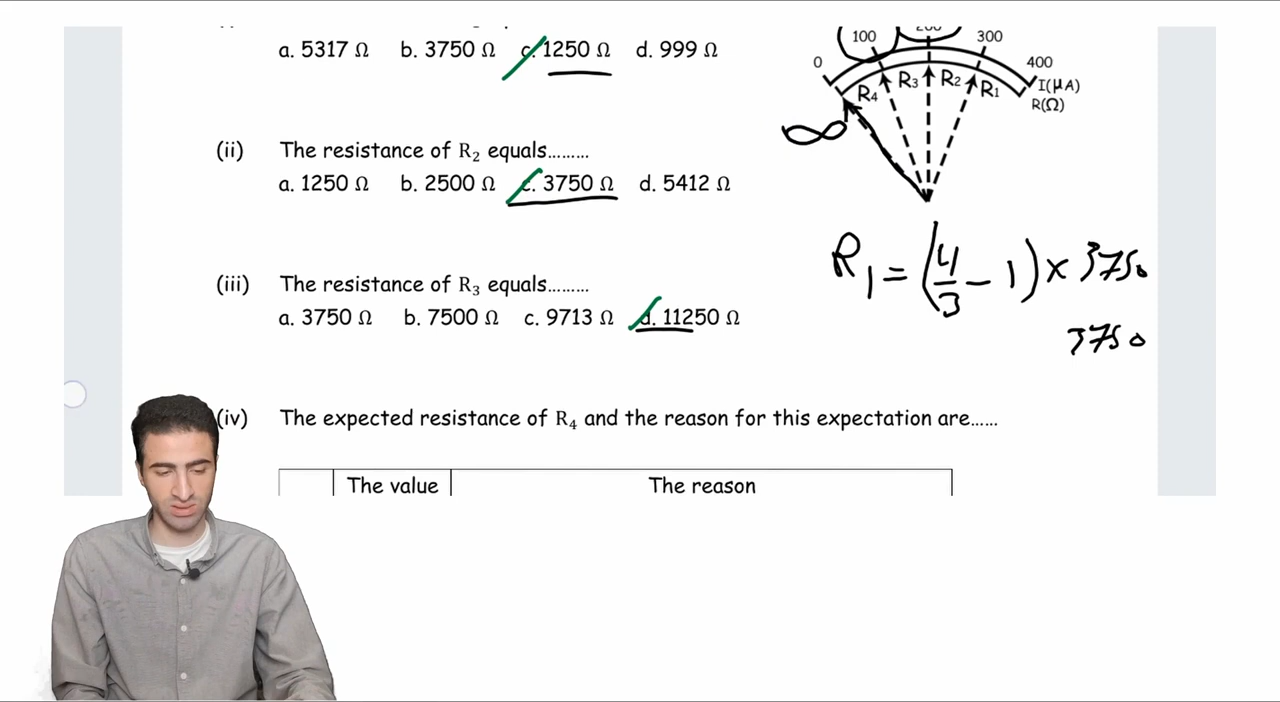 a. 5317 Ω b. 3750 Ω c. 1250 Ω d. 999 Ω
(ii) The resistance of R₂ equals.........
a. 1250 Ω b. 2500 Ω c. 3750 Ω d. 5412 Ω
(iii) The resistance of R₃ equals.........
a. 3750 Ω b. 7500 Ω c. 9713 Ω d. 11250 Ω
(iv) The expected resistance of R₄ and the reason for this expectation are......
The value The reason
0 100 200 300 400
I(μA)
R(Ω)
R₄ R₃ R₂ R₁
∞
R₁ = (4/3 - 1) × 3750
3750